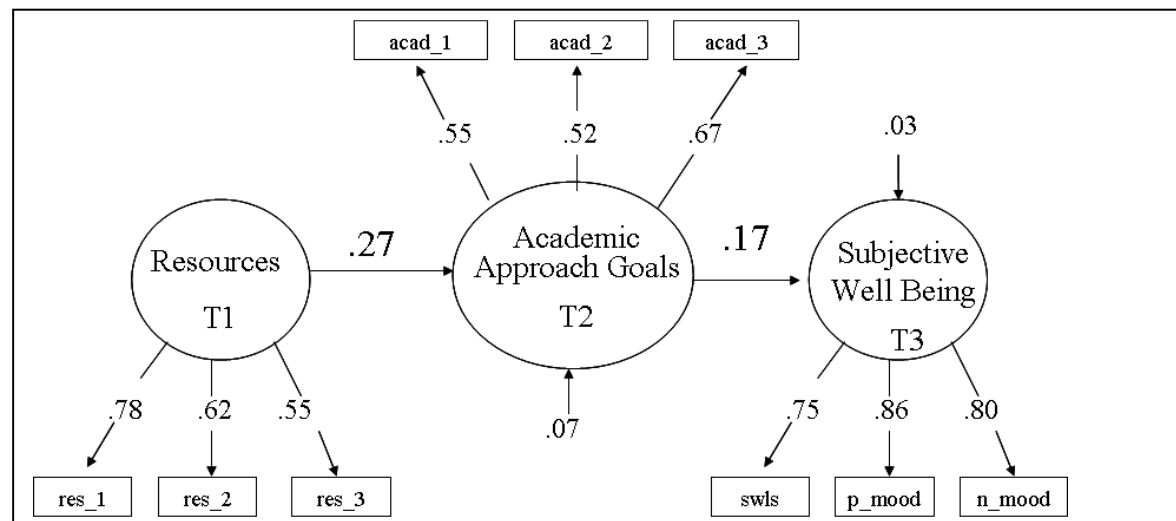 acad_1
acad_2
acad_3
.55
.52
.67
.03
Resources
T1
.27
Academic
Approach Goals
T2
.17
Subjective
Well Being
T3
.78
.62
.55
.07
.75
.86
.80
res_1
res_2
res_3
swls
p_mood
n_mood